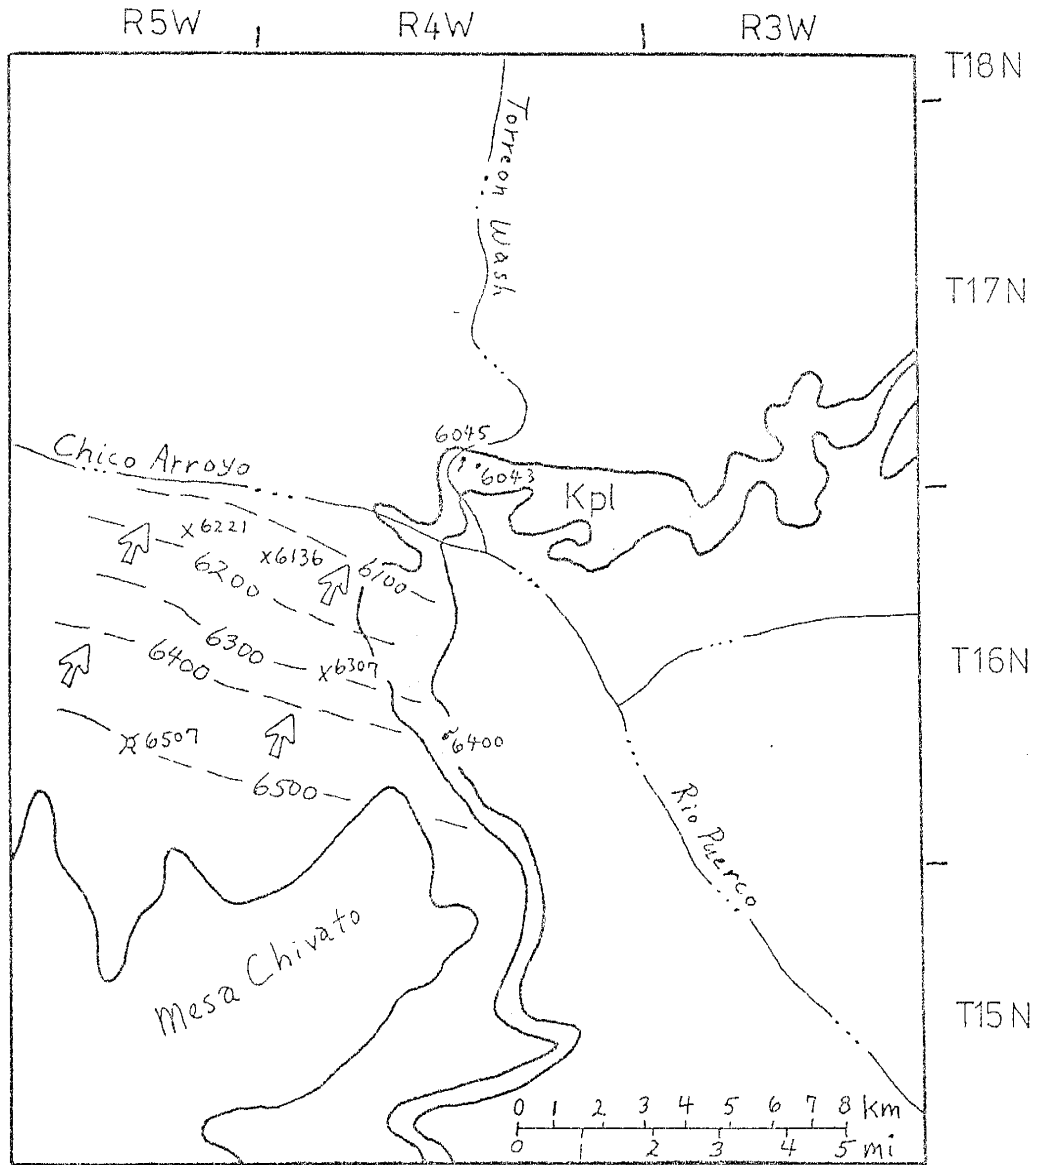 R5W R4W R3W
T18N
Torreon Wash
T17N
6045
Chico Arroyo
6043
Kpl
x6221
x6136
6200
6100
6300
x6307
T16N
6400
6507
6400
6500
Rio Puerco
Mesa Chivato
T15N
0 1 2 3 4 5 6 7 8 km
0 1 2 3 4 5 mi